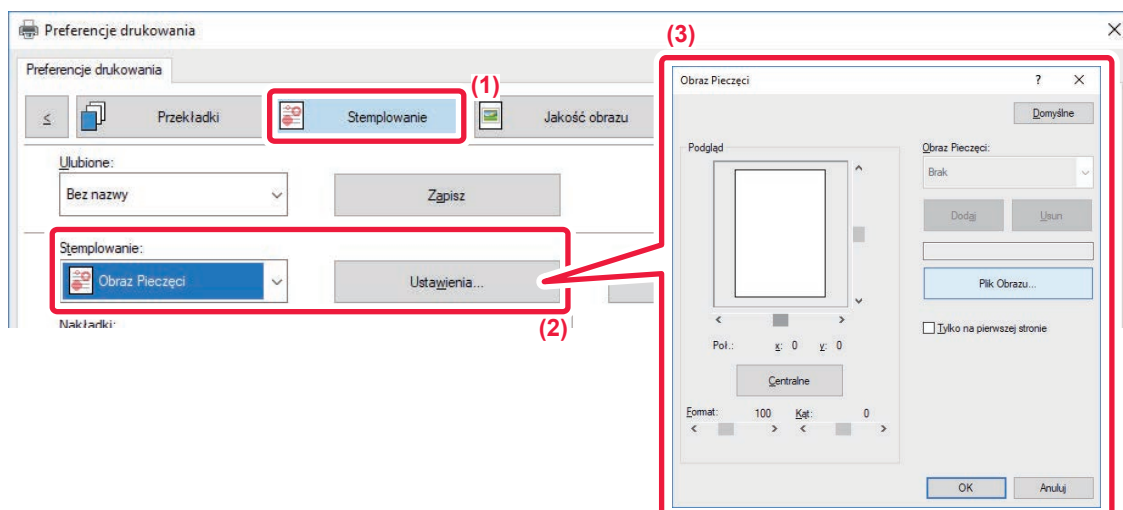 Preferencje drukowania
Preferencje drukowania
(1)
≤ Przekładki Stemplowanie Jakość obrazu
Ulubione:
Bez nazwy Zapisz
Stemplowanie:
Obraz Pieczęci Ustawienia...
Nakładki:
(2)
(3)
Obraz Pieczęci ?
Domyślne
Podgląd
Poł.: x: 0 y: 0
Centralne
Format: 100 Kąt: 0
Obraz Pieczęci:
Brak
Dodaj Usun
Plik Obrazu...
Tylko na pierwszej stronie
OK Anuluj